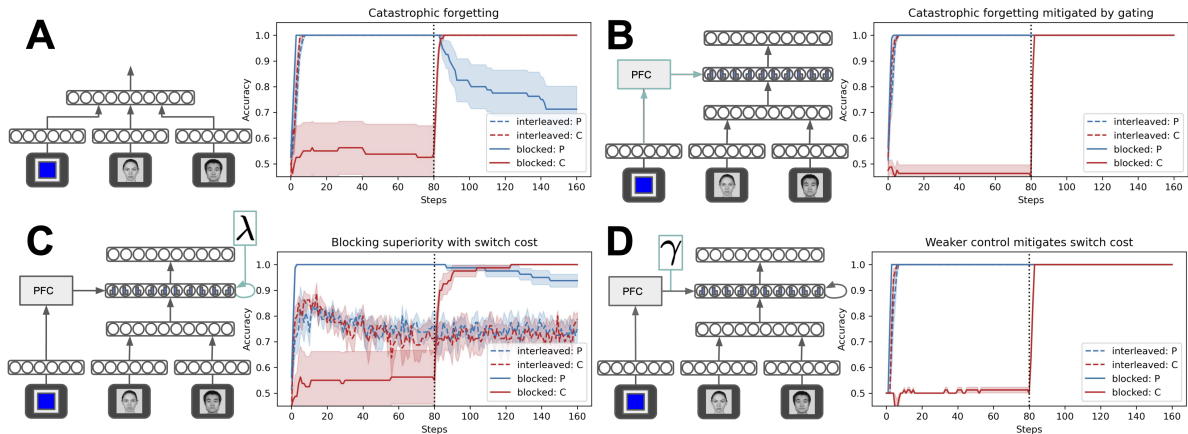 A
Catastrophic forgetting
Accuracy
1.0
0.9
0.8
0.7
0.6
0.5
interleaved: P
interleaved: C
blocked: P
blocked: C
0 20 40 60 80 100 120 140 160
Steps
B
PFC
Catastrophic forgetting mitigated by gating
Accuracy
1.0
0.9
0.8
0.7
0.6
0.5
interleaved: P
interleaved: C
blocked: P
blocked: C
0 20 40 60 80 100 120 140 160
Steps
C
λ
PFC
Blocking superiority with switch cost
Accuracy
1.0
0.9
0.8
0.7
0.6
0.5
interleaved: P
interleaved: C
blocked: P
blocked: C
0 20 40 60 80 100 120 140 160
Steps
D
γ
PFC
Weaker control mitigates switch cost
Accuracy
1.0
0.9
0.8
0.7
0.6
0.5
interleaved: P
interleaved: C
blocked: P
blocked: C
0 20 40 60 80 100 120 140 160
Steps